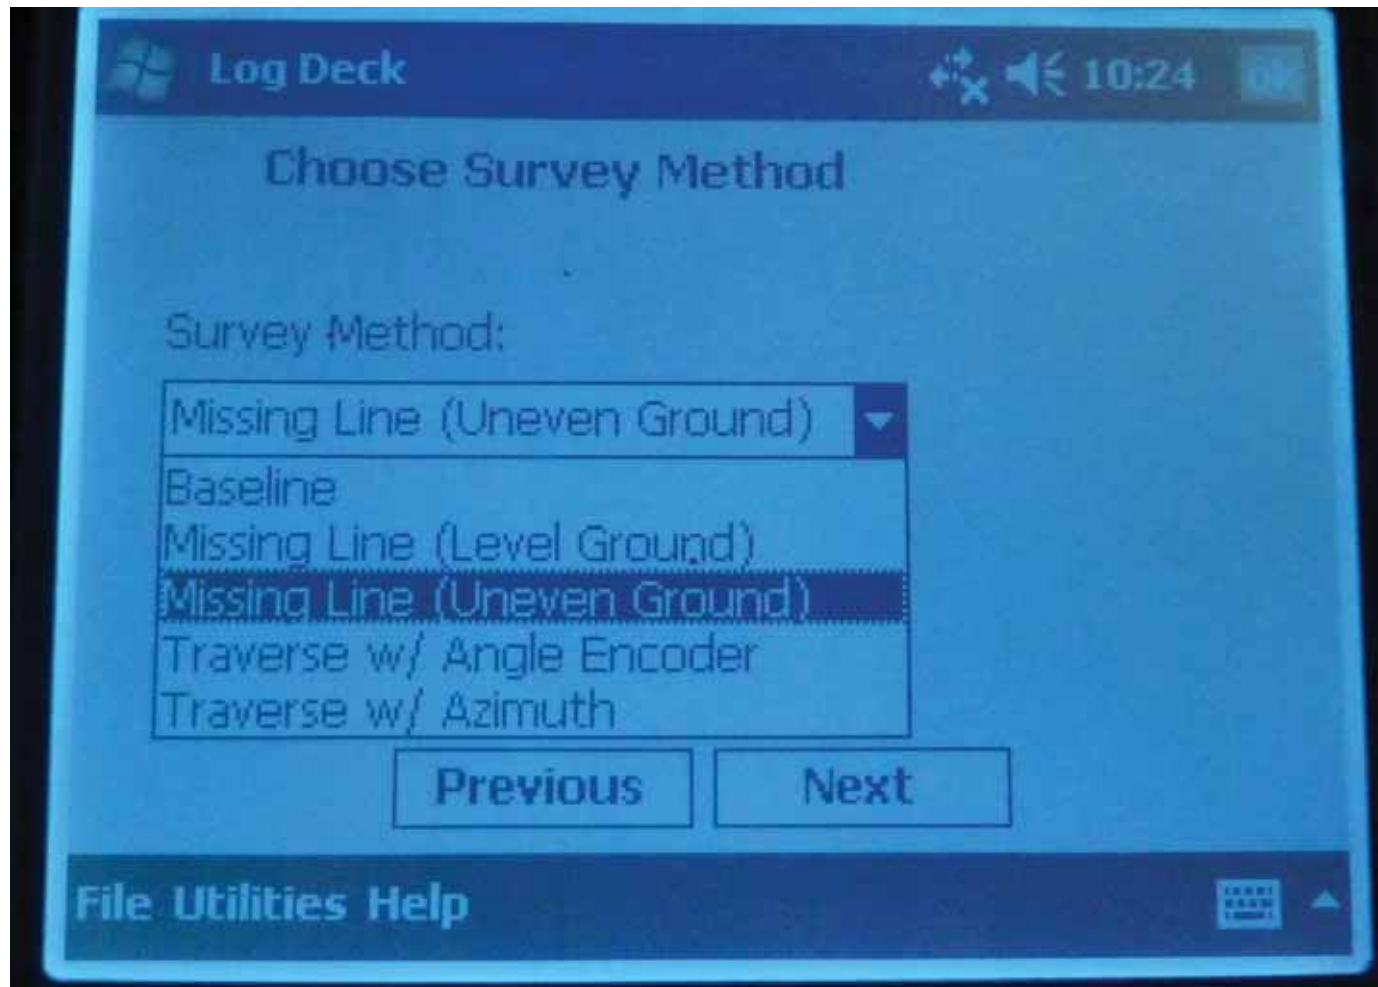 Log Deck 10:24 ok
Choose Survey Method
Survey Method:
Missing Line (Uneven Ground)
Baseline
Missing Line (Level Ground)
Missing Line (Uneven Ground)
Traverse w/ Angle Encoder
Traverse w/ Azimuth
Previous Next
File Utilities Help